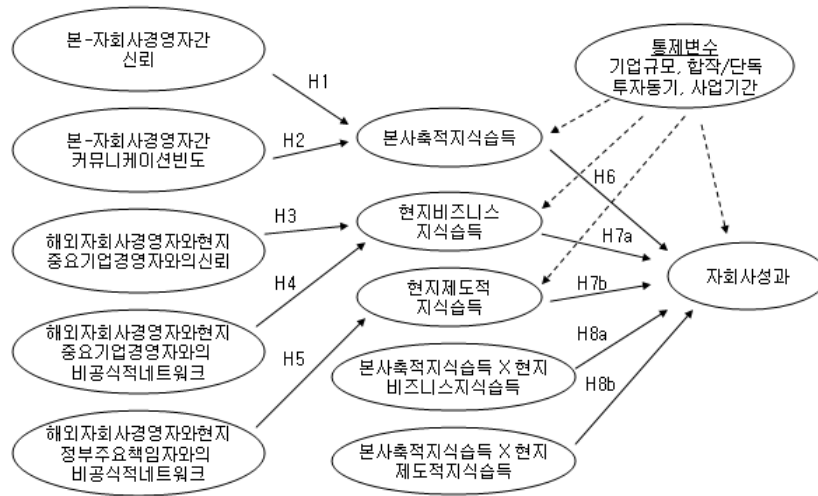 본-자회사경영자간
신뢰
통제변수
기업규모, 합작/단독
투자동기, 사업기간
H1
본-자회사경영자간
커뮤니케이션빈도
H2
본사축적지식습득
H6
해외자회사경영자와현지
중요기업경영자와의신뢰
H3
현지비즈니스
지식습득
H7a
자회사성과
H4
현지제도적
지식습득
H7b
해외자회사경영자와현지
중요기업경영자와의
비공식적네트워크
H5
H8a
본사축적지식습득 X 현지
비즈니스지식습득
H8b
해외자회사경영자와현지
정부주요책임자와의
비공식적네트워크
본사축적지식습득 X 현지
제도적지식습득